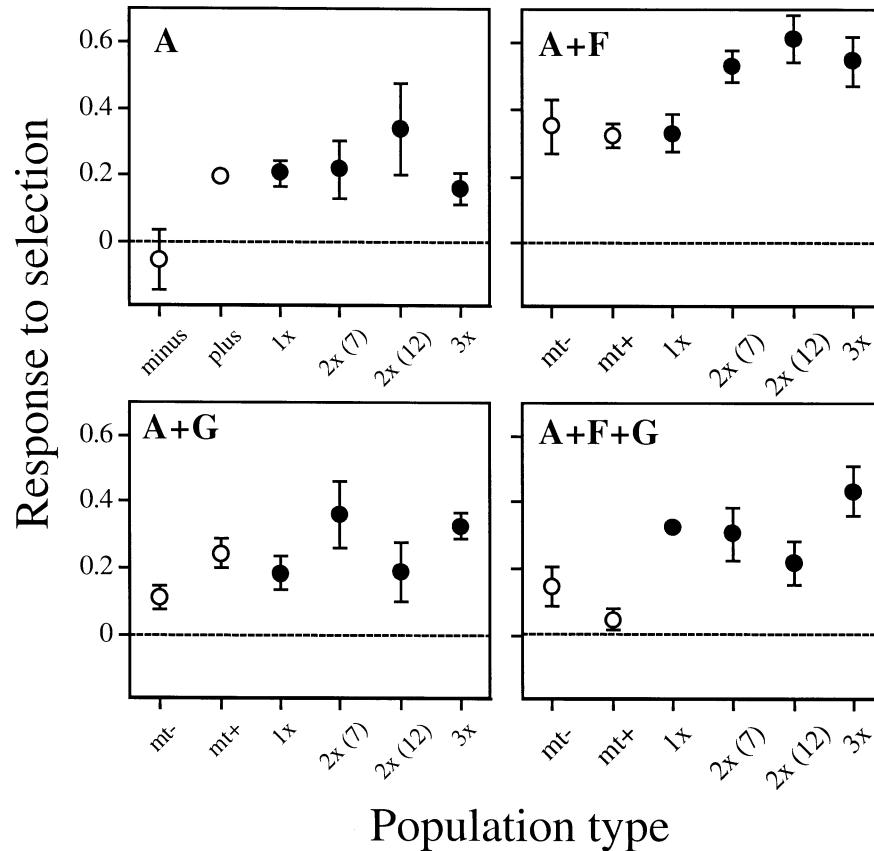 Response to selection
A
0.6
0.4
0.2
0
minus plus 1x 2x (7) 2x (12) 3x
A+F
mt- mt+ 1x 2x (7) 2x (12) 3x
A+G
0.6
0.4
0.2
0
mt- mt+ 1x 2x (7) 2x (12) 3x
A+F+G
mt- mt+ 1x 2x (7) 2x (12) 3x
Population type